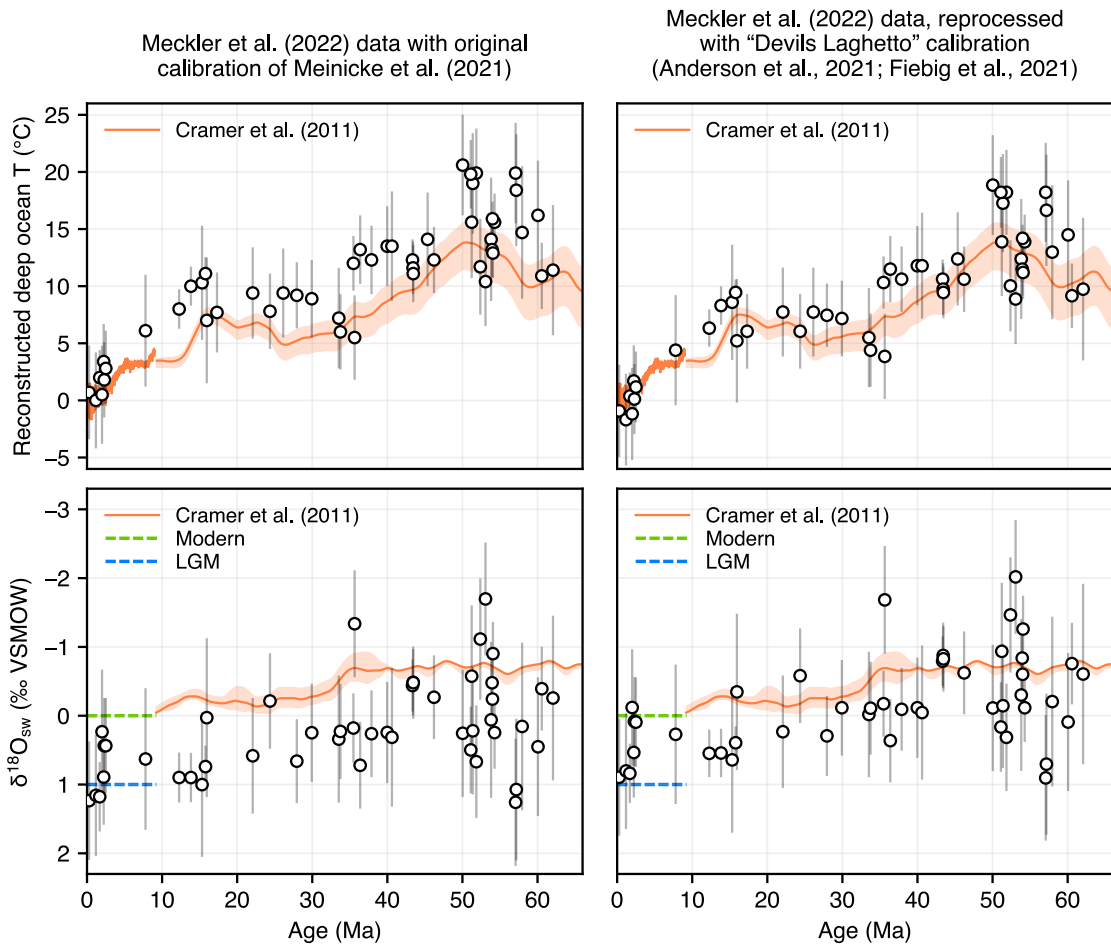 Meckler et al. (2022) data with original
calibration of Meinicke et al. (2021)
Meckler et al. (2022) data, reprocessed
with “Devils Laghetto” calibration
(Anderson et al., 2021; Fiebig et al., 2021)
Reconstructed deep ocean T (°C)
25
20
15
10
5
0
−5
Cramer et al. (2011)
Cramer et al. (2011)
δ¹⁸Osw (‰ VSMOW)
−3
−2
−1
0
1
2
Cramer et al. (2011)
Modern
LGM
Cramer et al. (2011)
Modern
LGM
0 10 20 30 40 50 60
0 10 20 30 40 50 60
Age (Ma)
Age (Ma)